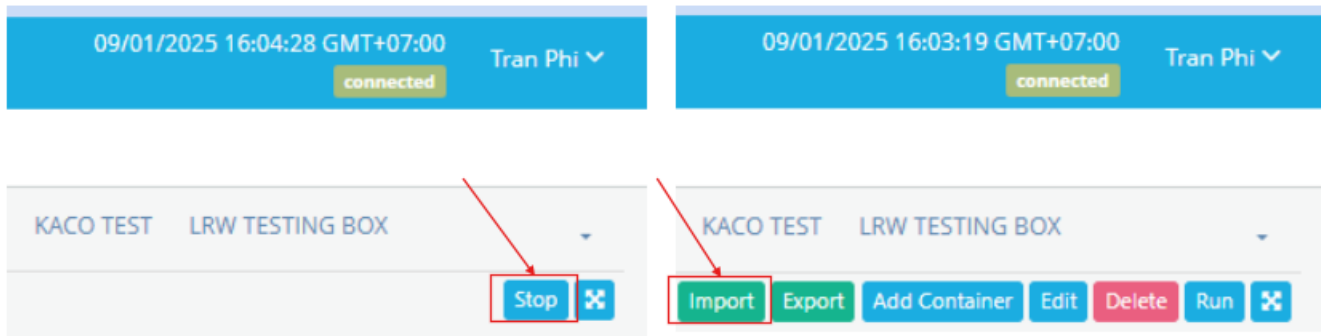 09/01/2025 16:04:28 GMT+07:00
Tran Phi
connected
KACO TEST LRW TESTING BOX
Stop
09/01/2025 16:03:19 GMT+07:00
Tran Phi
connected
KACO TEST LRW TESTING BOX
Import Export Add Container Edit Delete Run